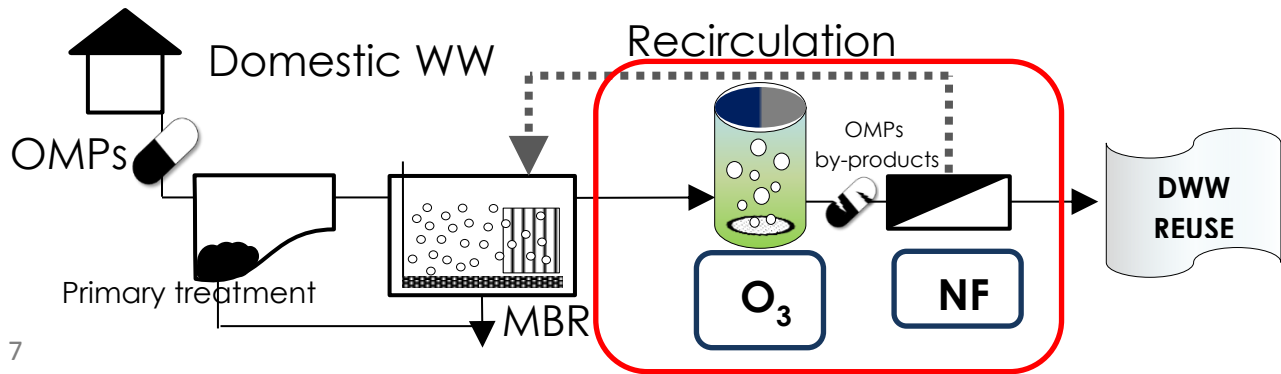 Recirculation
Domestic WW
OMPs
OMPs
by-products
DWW
REUSE
Primary treatment
MBR
O₃
NF
7